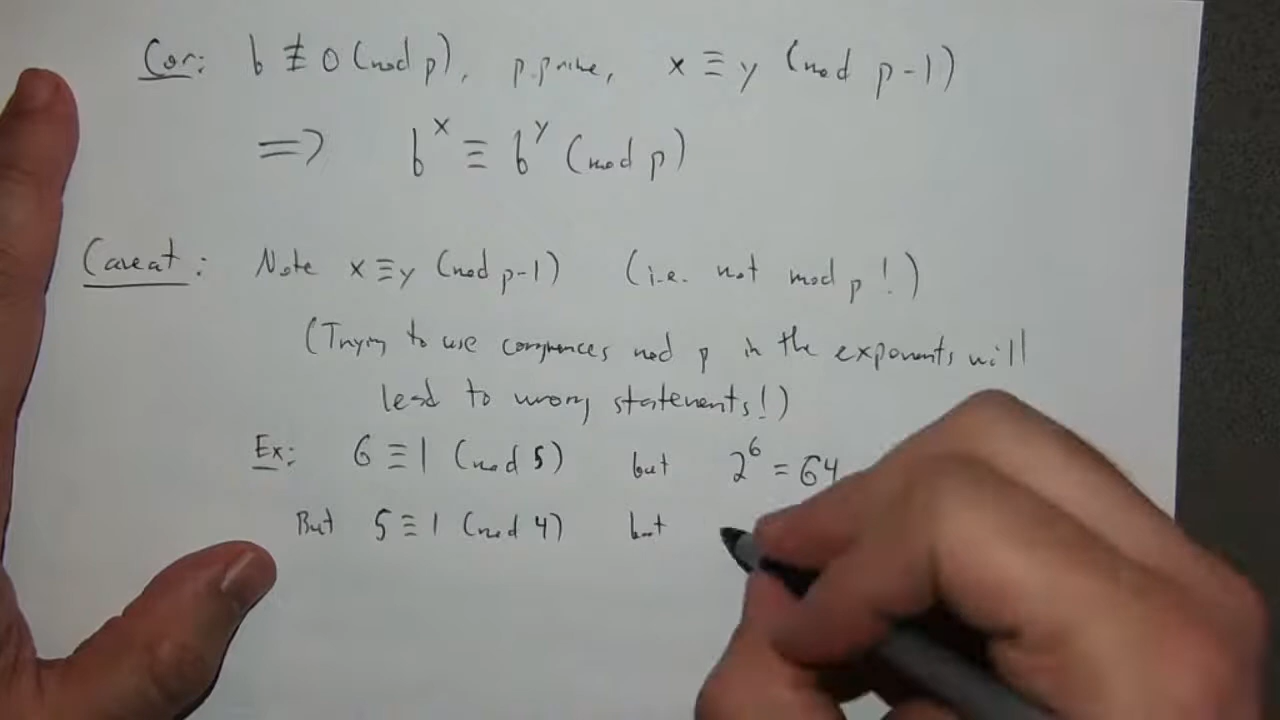 Cor: b ≢ 0 (mod p), p prime, x ≡ y (mod p-1)
=> b^x ≡ b^y (mod p)
Caveat: Note x ≡ y (mod p-1) (i.e. not mod p!)
(Trying to use congruences mod p in the exponents will
lead to wrong statements!)
Ex: 6 ≡ 1 (mod 5) but 2^6 = 64
But 5 ≡ 1 (mod 4) but